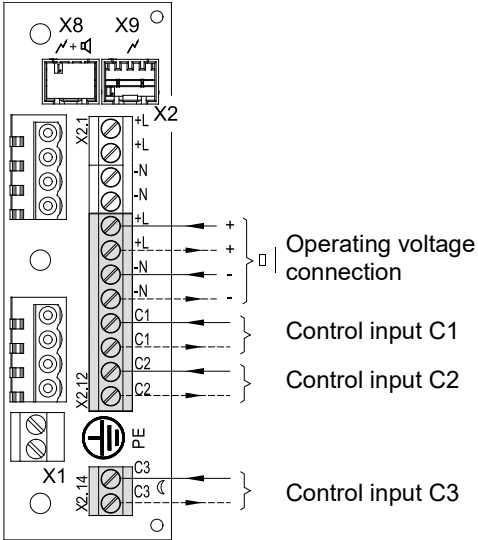 X8 X9
+
X2
X2.1
+L
+L
-N
-N
+L +
+L +
-N -
-N -
Operating voltage
connection
C1
C1
Control input C1
C2
X2.12
C2
Control input C2
PE
X1
C3
X2.14
C3
Control input C3